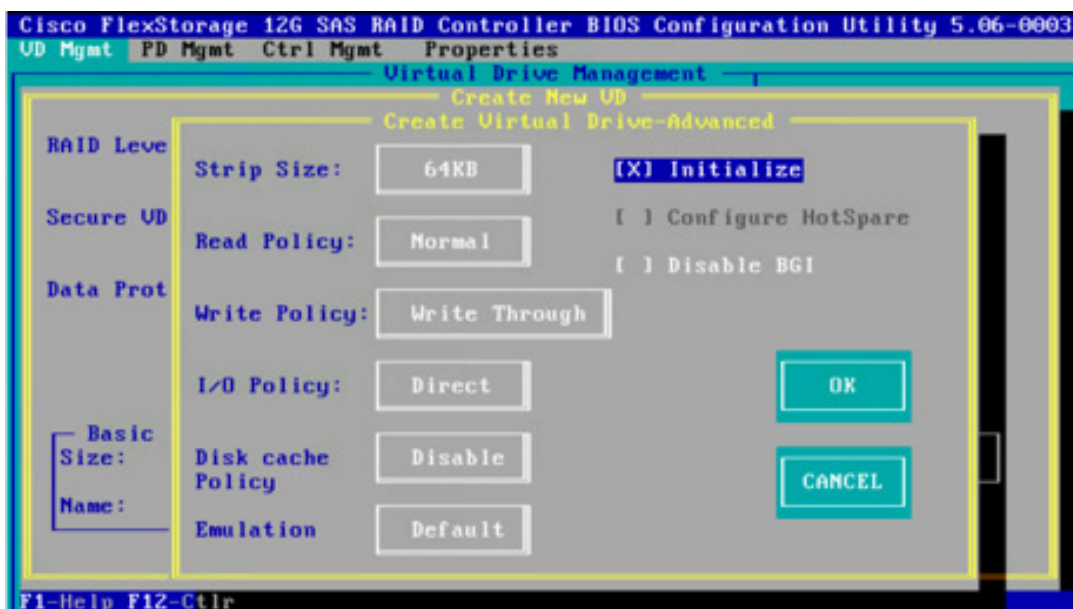 Cisco FlexStorage 12G SAS RAID Controller BIOS Configuration Utility 5.06-0003
VD Mgmt PD Mgmt Ctrl Mgmt Properties
Virtual Drive Management
Create New VD
Create Virtual Drive-Advanced
RAID Leve
Strip Size: 64KB [X] Initialize
Secure VD
[ ] Configure HotSpare
Read Policy: Normal
[ ] Disable BGI
Data Prot
Write Policy: Write Through
I/O Policy: Direct OK
Basic
Size:
Disk cache Disable
Policy
CANCEL
Name:
Emulation Default
F1-Help F12-Ctlr